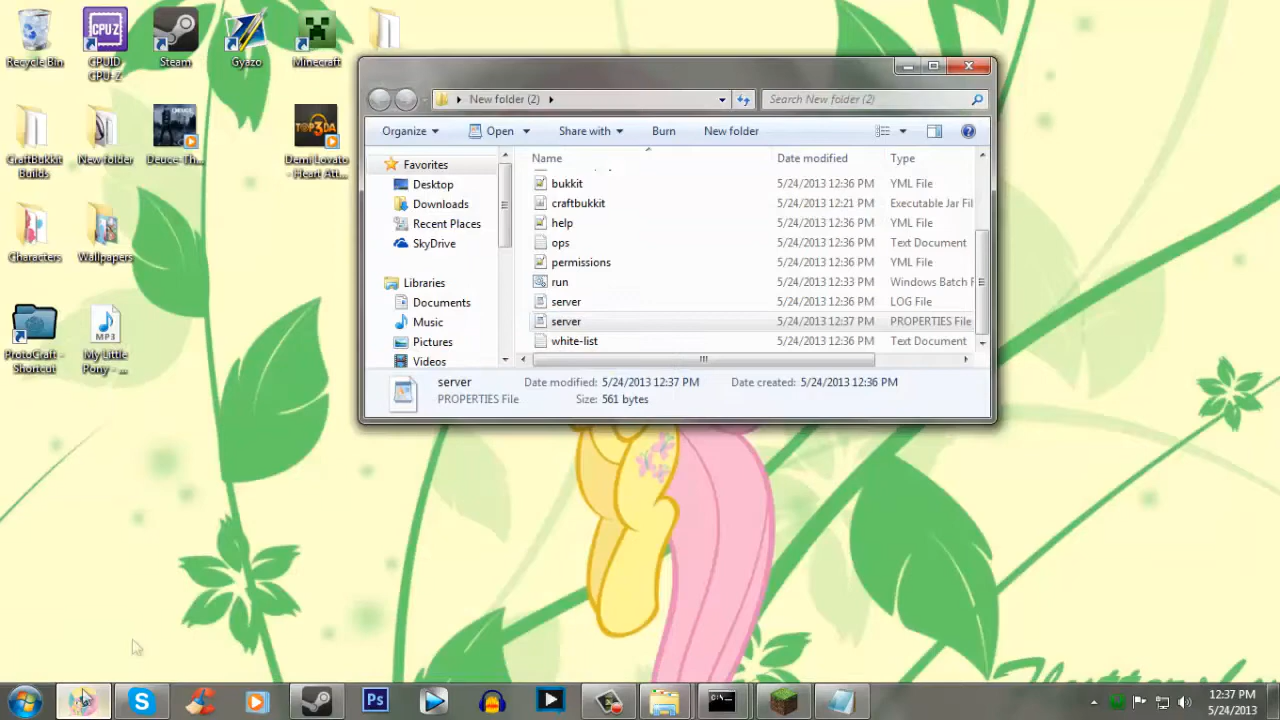 Recycle Bin
CPU-Z
CPUID
CPU-Z
Steam
Gyazo
Minecraft
CraftBukkit
Builds
New folder
Deuce-Th...
TOP3DA
Demi Lovato
- Heart Att...
Characters
Wallpapers
ProtoCraft -
Shortcut
MP3
My Little
Pony - ...
New folder (2)
Search New folder (2)
Organize
Open
Share with
Burn
New folder
Favorites
Desktop
Downloads
Recent Places
SkyDrive
Libraries
Documents
Music
Pictures
Videos
Name Date modified Type
bukkit 5/24/2013 12:36 PM YML File
craftbukkit 5/24/2013 12:21 PM Executable Jar Fil
help 5/24/2013 12:36 PM YML File
ops 5/24/2013 12:36 PM Text Document
permissions 5/24/2013 12:36 PM YML File
run 5/24/2013 12:33 PM Windows Batch F
server 5/24/2013 12:36 PM LOG File
server 5/24/2013 12:37 PM PROPERTIES File
white-list 5/24/2013 12:36 PM Text Document
server Date modified: 5/24/2013 12:37 PM Date created: 5/24/2013 12:36 PM
PROPERTIES File Size: 561 bytes
Ps
12:37 PM
5/24/2013